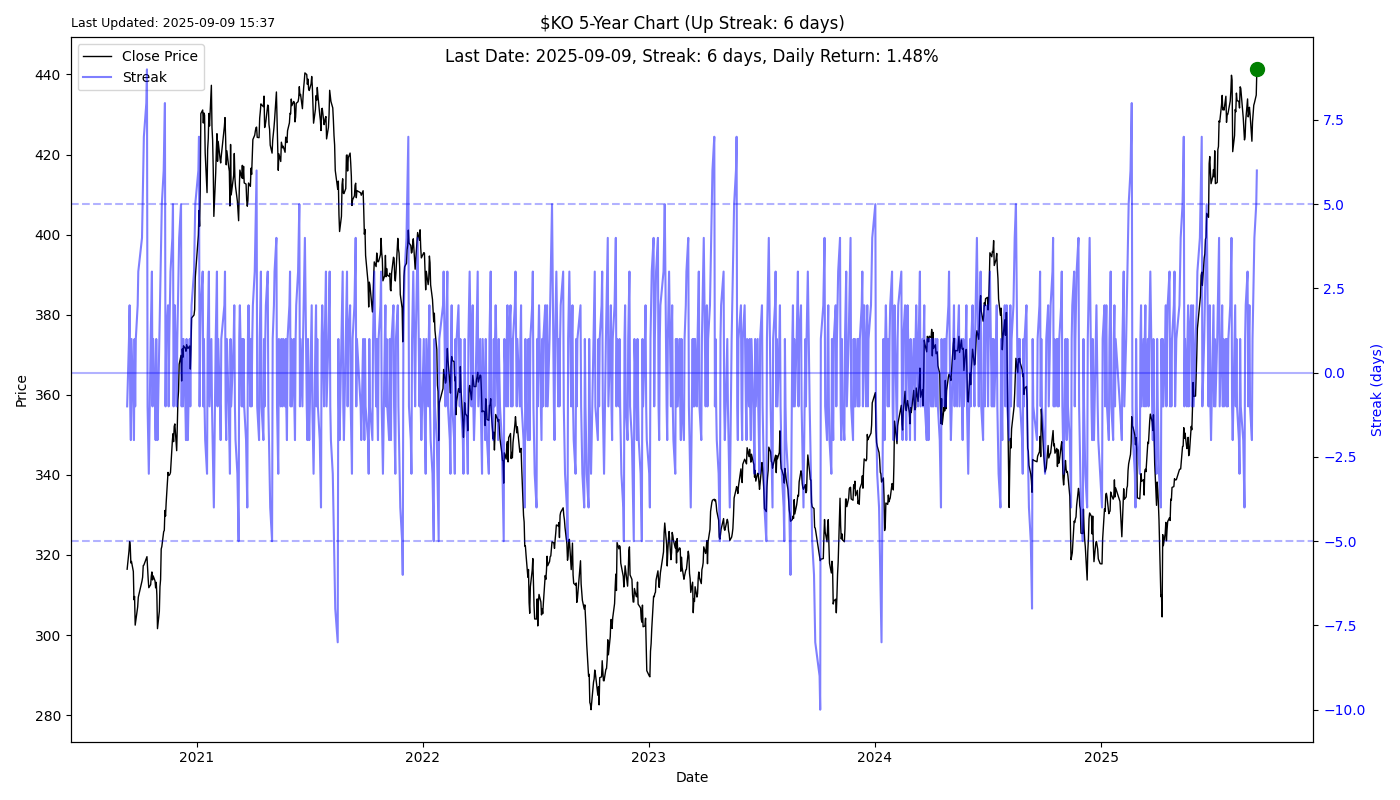 Last Updated: 2025-09-09 15:37
$KO 5-Year Chart (Up Streak: 6 days)
Last Date: 2025-09-09, Streak: 6 days, Daily Return: 1.48%
Close Price
Streak
440
420
400
380
360
340
320
300
280
Price
7.5
5.0
2.5
0.0
−2.5
−5.0
−7.5
−10.0
Streak (days)
2021
2022
2023
2024
2025
Date